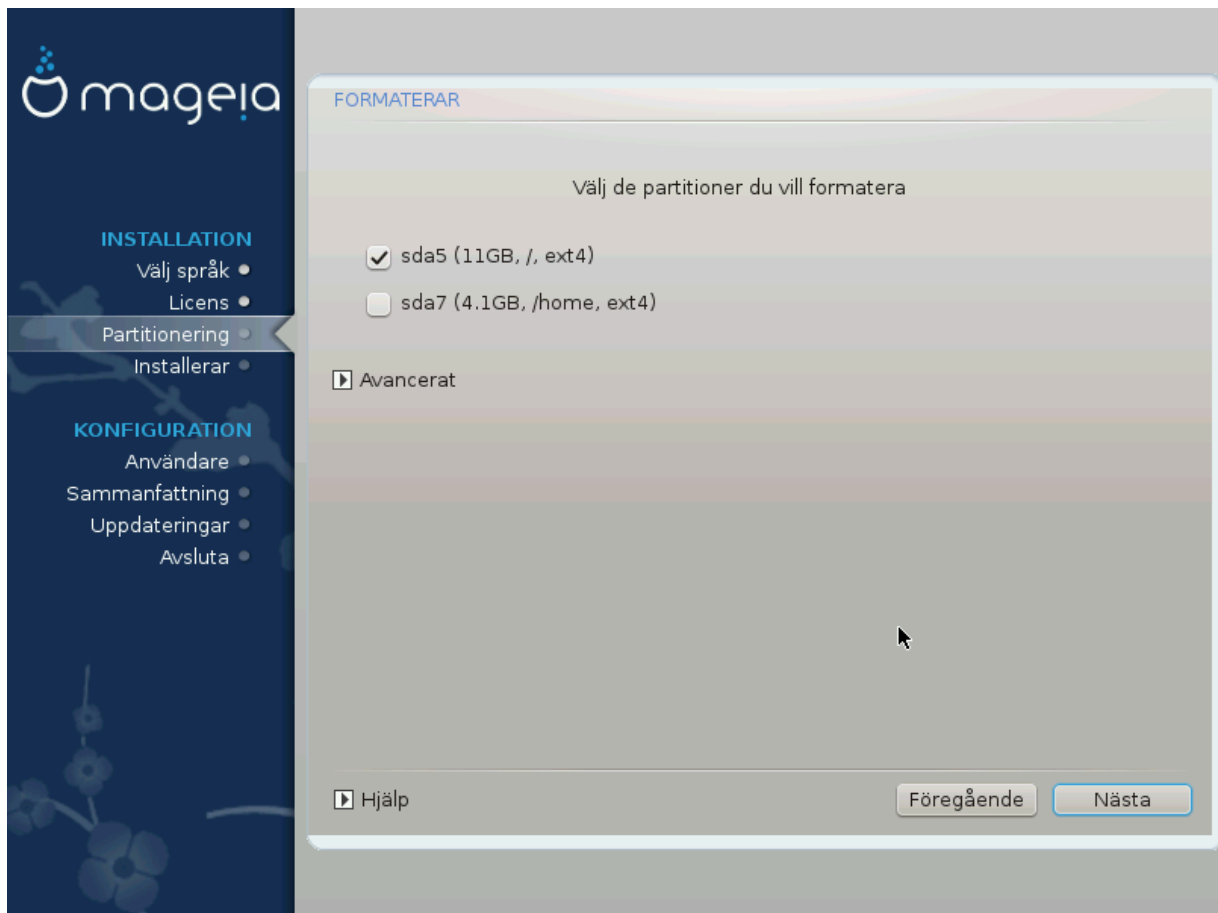 mageia
INSTALLATION
Välj språk
Licens
Partitionering
Installerar
KONFIGURATION
Användare
Sammanfattning
Uppdateringar
Avsluta
FORMATERAR
Välj de partitioner du vill formatera
sda5 (11GB, /, ext4)
sda7 (4.1GB, /home, ext4)
Avancerat
Hjälp
Föregående
Nästa